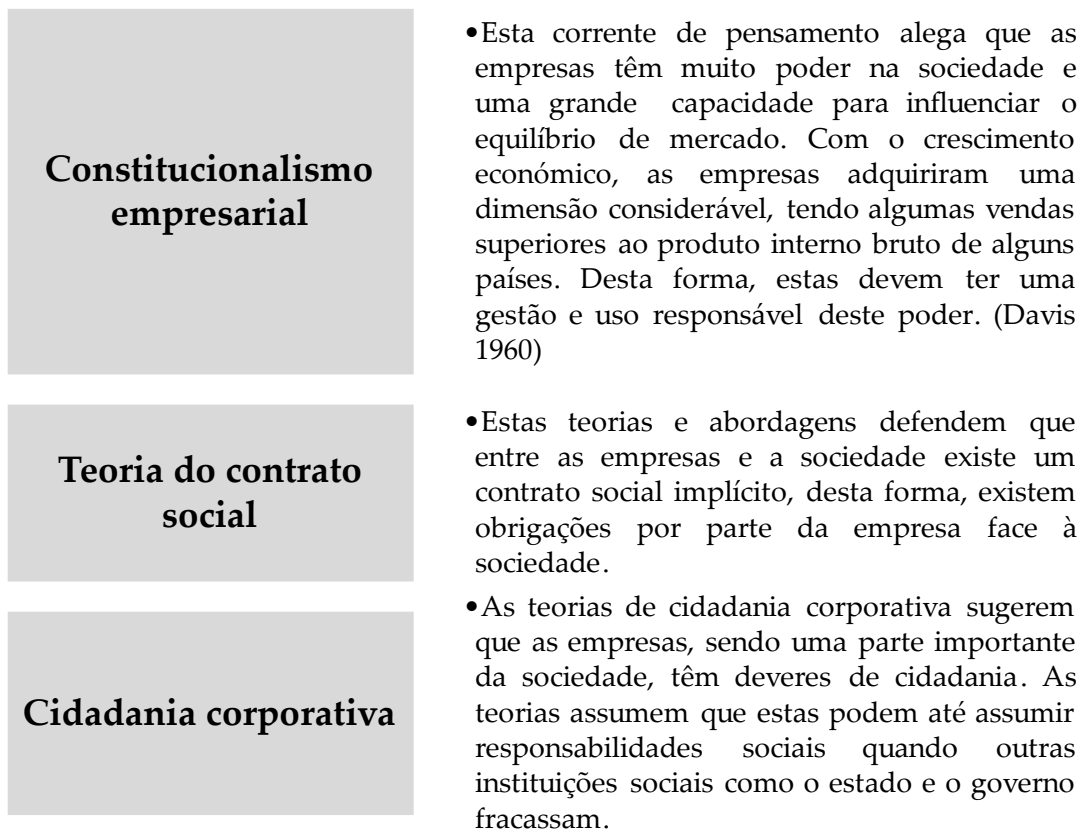 Constitucionalismo
empresarial
•Esta corrente de pensamento alega que as
empresas têm muito poder na sociedade e
uma grande capacidade para influenciar o
equilíbrio de mercado. Com o crescimento
económico, as empresas adquiriram uma
dimensão considerável, tendo algumas vendas
superiores ao produto interno bruto de alguns
países. Desta forma, estas devem ter uma
gestão e uso responsável deste poder. (Davis
1960)
Teoria do contrato
social
•Estas teorias e abordagens defendem que
entre as empresas e a sociedade existe um
contrato social implícito, desta forma, existem
obrigações por parte da empresa face à
sociedade.
Cidadania corporativa
•As teorias de cidadania corporativa sugerem
que as empresas, sendo uma parte importante
da sociedade, têm deveres de cidadania. As
teorias assumem que estas podem até assumir
responsabilidades sociais quando outras
instituições sociais como o estado e o governo
fracassam.